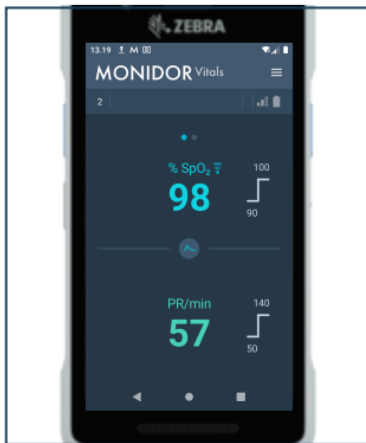 ZEBRA
13.19 M
MONIDOR Vitals
2
% SpO₂ 100
98
90
PR/min 140
57
50